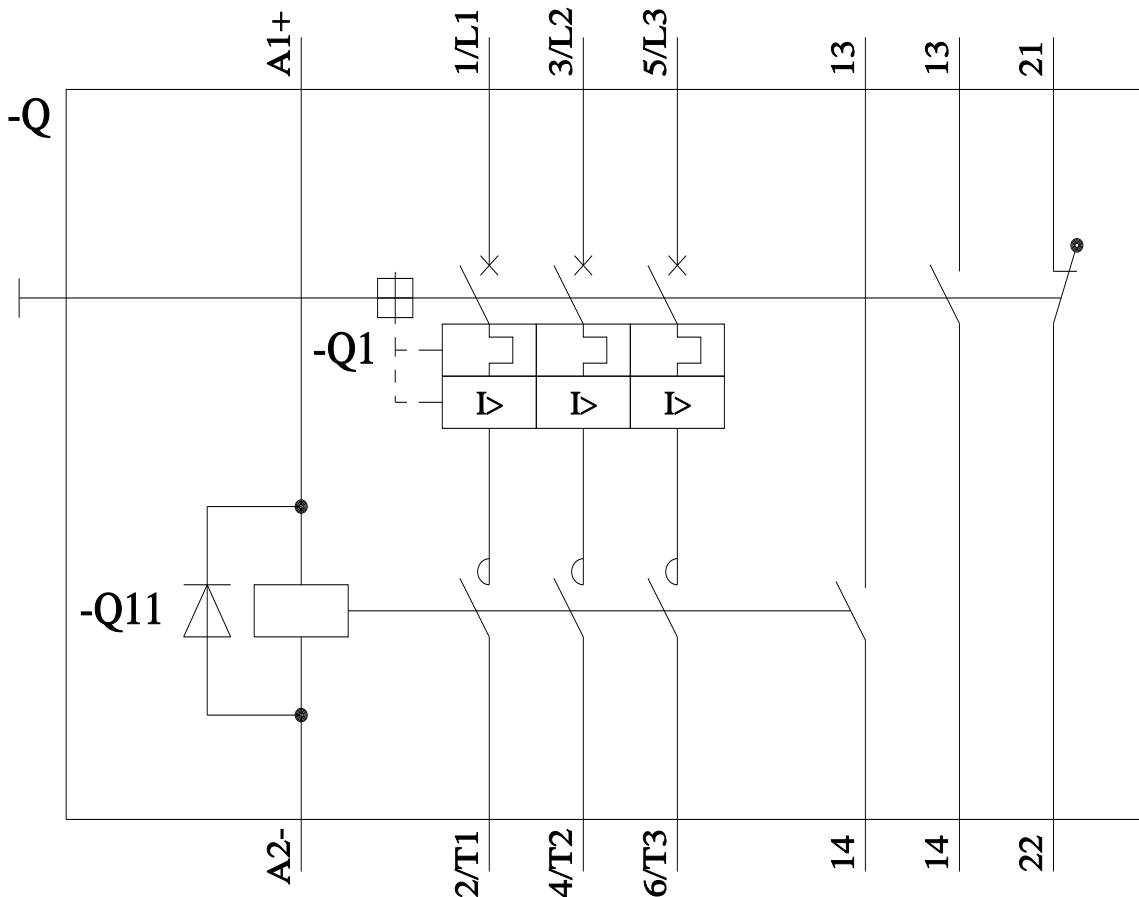 A1+
1/L1
3/L2
5/L3
13
13
21
-Q
-Q1
I>
I>
I>
-Q11
A2-
2/T1
4/T2
6/T3
14
14
22